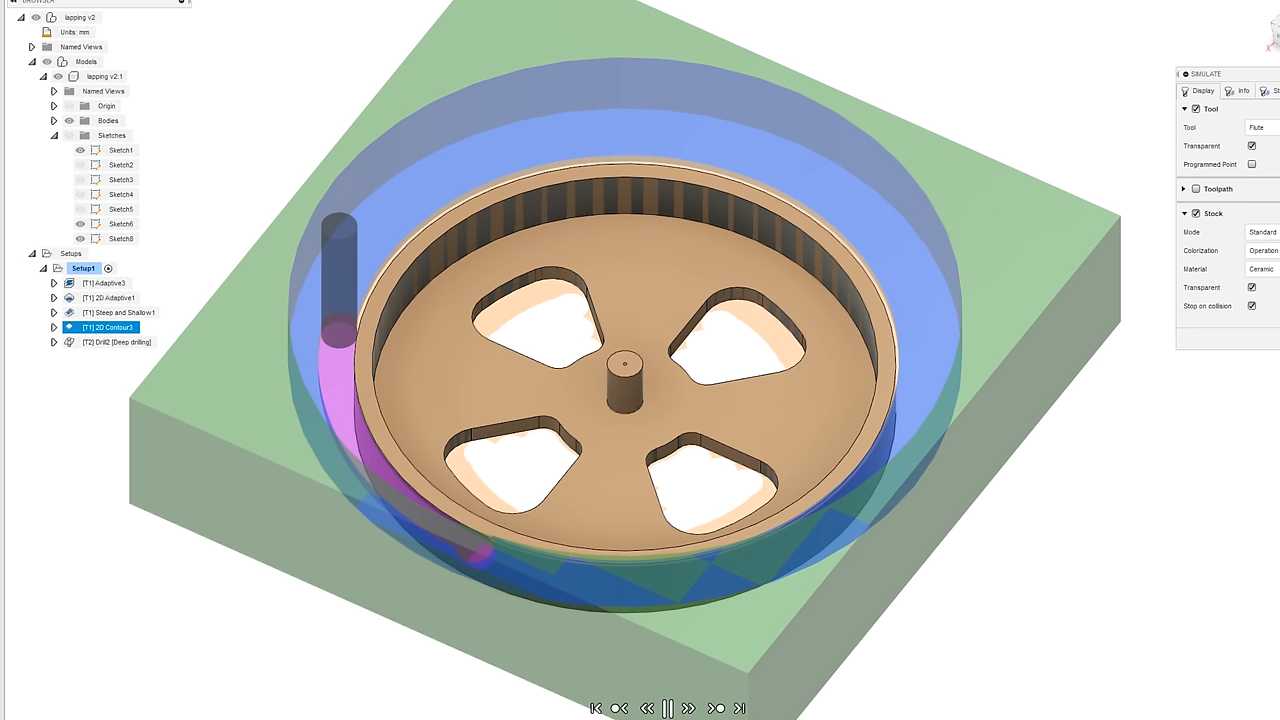 BROWSER
lapping v2
Units: mm
Named Views
Models
lapping v2:1
Named Views
Origin
Bodies
Sketches
Sketch1
Sketch2
Sketch3
Sketch4
Sketch5
Sketch6
Sketch8
Setups
Setup1
[T1] Adaptive3
[T1] 2D Adaptive1
[T1] Steep and Shallow1
[T1] 2D Contour3
[T2] Drill2 [Deep drilling]
SIMULATE
Display Info St
Tool
Tool Flute
Transparent
Programmed Point
Toolpath
Stock
Mode Standard
Colorization Operation
Material Ceramic
Transparent
Stop on collision
X